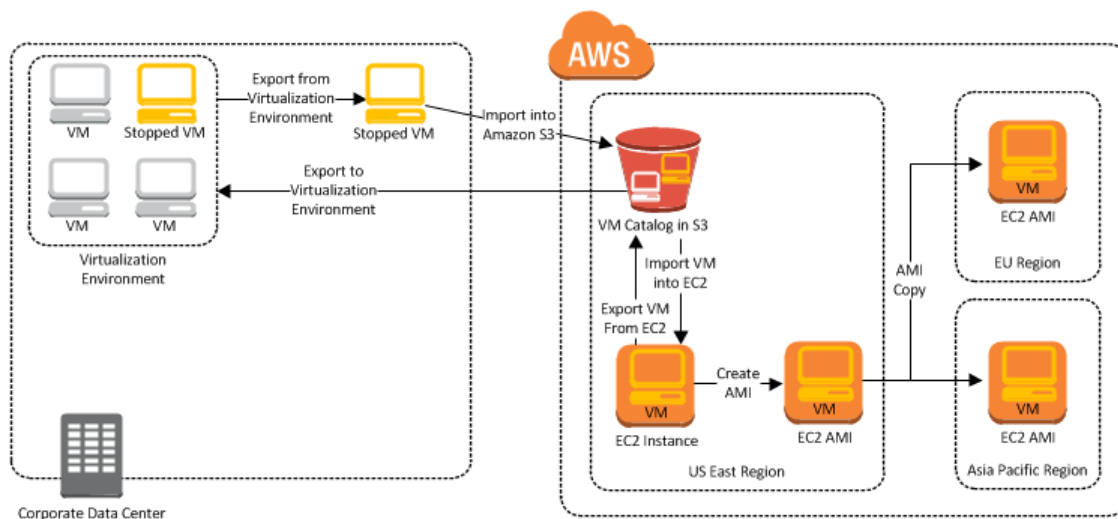 AWS
VM
Stopped VM
Export from
Virtualization
Environment
Stopped VM
Import into
Amazon S3
VM
VM
Export to
Virtualization
Environment
Virtualization
Environment
VM Catalog in S3
Import VM
into EC2
Export VM
From EC2
VM
EC2 Instance
Create
AMI
VM
EC2 AMI
US East Region
AMI
Copy
VM
EC2 AMI
EU Region
VM
EC2 AMI
Asia Pacific Region
Corporate Data Center